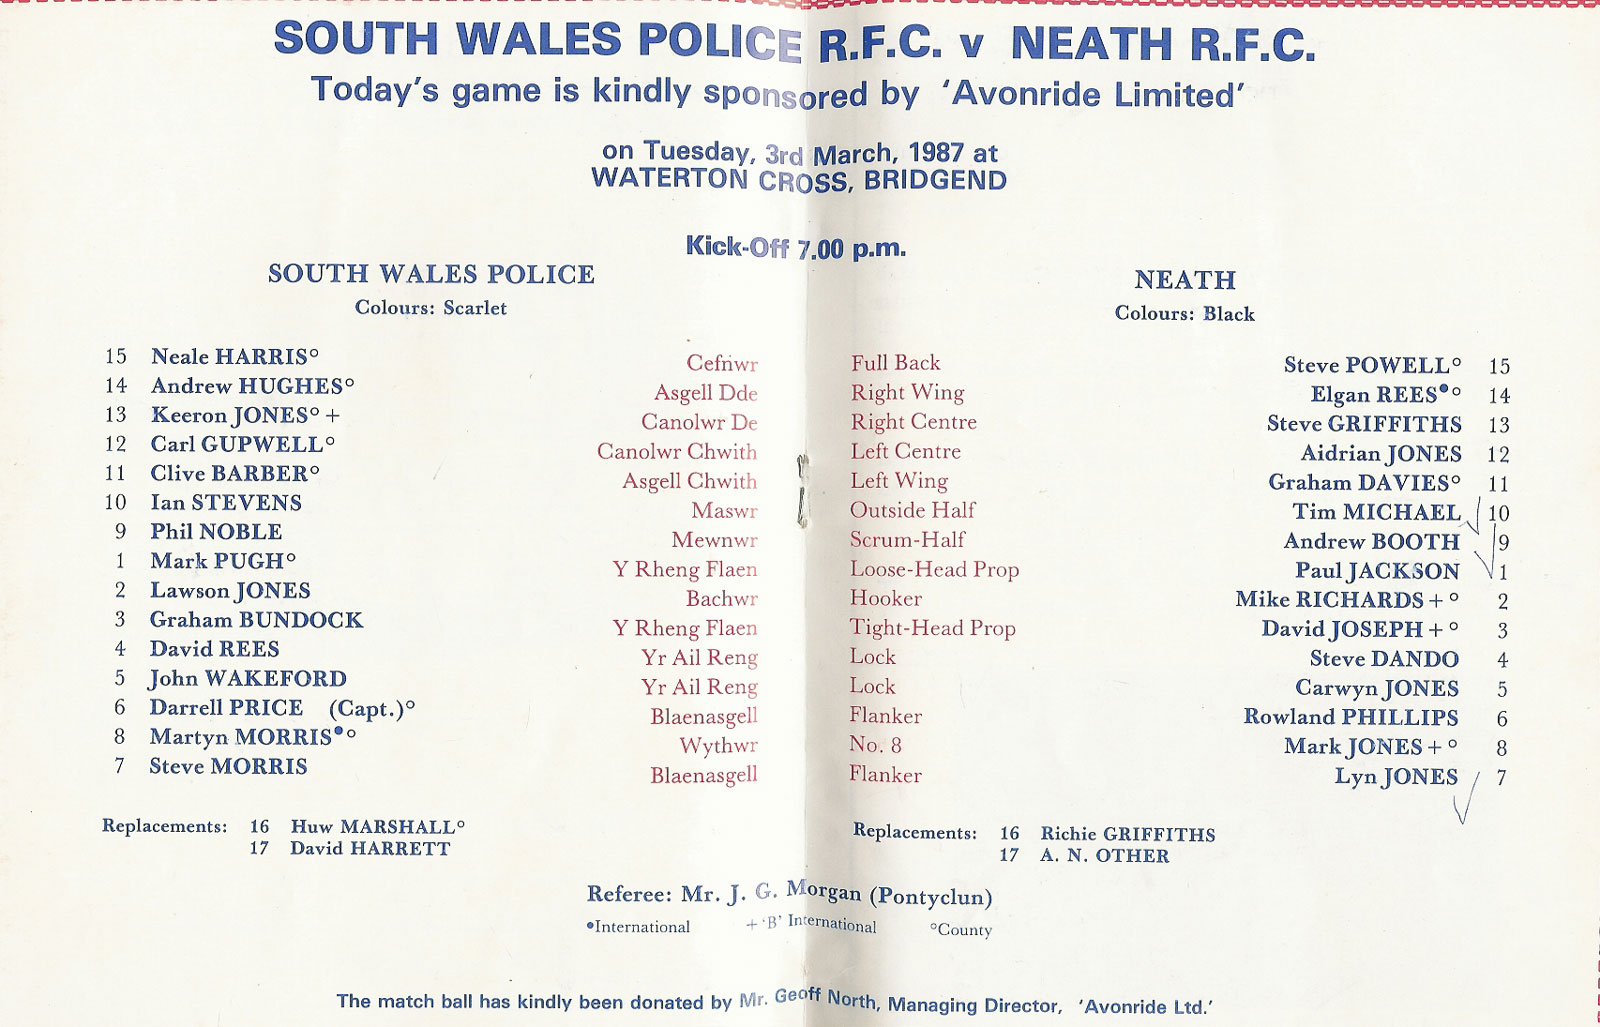 SOUTH WALES POLICE R.F.C. v NEATH R.F.C.
Today's game is kindly sponsored by 'Avonride Limited'
on Tuesday, 3rd March, 1987 at
WATERTON CROSS, BRIDGEND
Kick-Off 7.00 p.m.
SOUTH WALES POLICE NEATH
Colours: Scarlet Colours: Black
15 Neale HARRIS° Cefnwr Full Back Steve POWELL° 15
14 Andrew HUGHES° Asgell Dde Right Wing Elgan REES•° 14
13 Keeron JONES° + Canolwr De Right Centre Steve GRIFFITHS 13
12 Carl GUPWELL° Canolwr Chwith Left Centre Aidrian JONES 12
11 Clive BARBER° Asgell Chwith Left Wing Graham DAVIES° 11
10 Ian STEVENS Maswr Outside Half Tim MICHAEL 10
9 Phil NOBLE Mewnwr Scrum-Half Andrew BOOTH 9
1 Mark PUGH° Y Rheng Flaen Loose-Head Prop Paul JACKSON 1
2 Lawson JONES Bachwr Hooker Mike RICHARDS + ° 2
3 Graham BUNDOCK Y Rheng Flaen Tight-Head Prop David JOSEPH + ° 3
4 David REES Yr Ail Reng Lock Steve DANDO 4
5 John WAKEFORD Yr Ail Reng Lock Carwyn JONES 5
6 Darrell PRICE (Capt.)° Blaenasgell Flanker Rowland PHILLIPS 6
8 Martyn MORRIS•° Wythwr No. 8 Mark JONES + ° 8
7 Steve MORRIS Blaenasgell Flanker Lyn JONES 7
Replacements: 16 Huw MARSHALL° Replacements: 16 Richie GRIFFITHS
17 David HARRETT 17 A. N. OTHER
Referee: Mr. J. G. Morgan (Pontyclun)
•International + 'B' International °County
The match ball has kindly been donated by Mr. Geoff North, Managing Director, 'Avonride Ltd.'